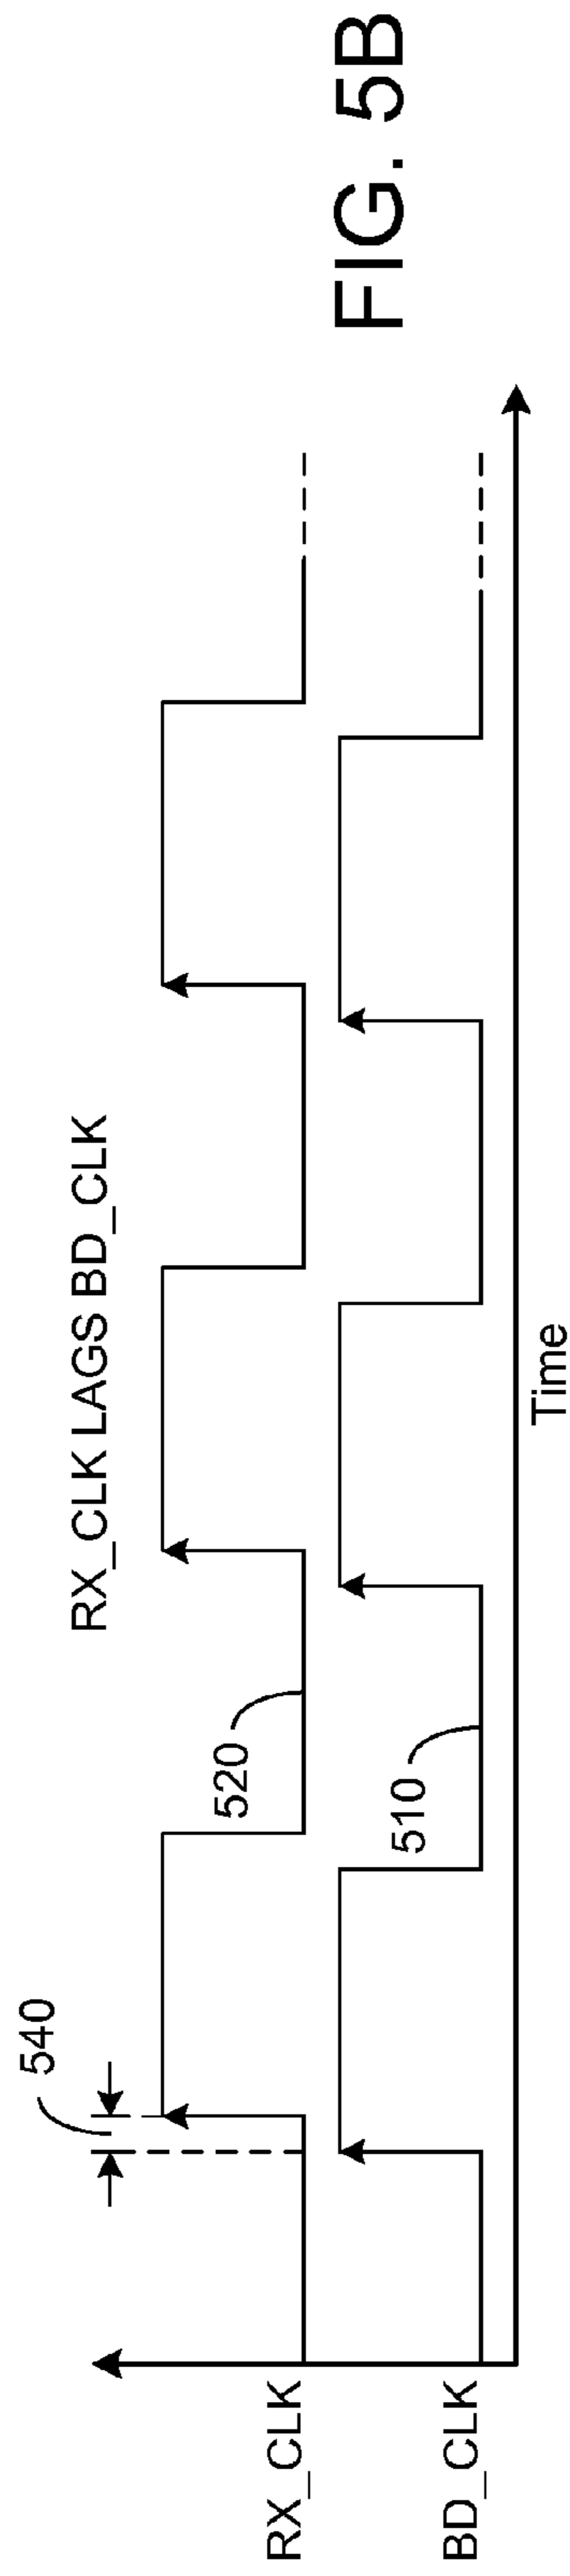 540
RX_CLK LAGS BD_CLK
520
RX_CLK
510
BD_CLK
Time
FIG. 5B